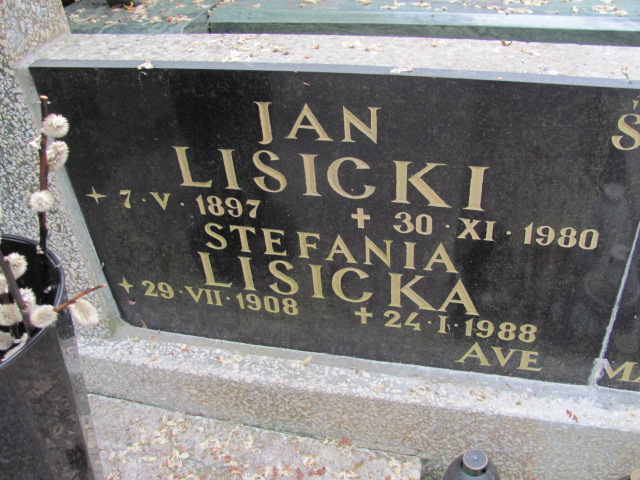 JAN
LISICKI
7·V·1897
✝ 30·XI·1980
STEFANIA
LISICKA
29·VII·1908
✝ 24·I·1988
AVE